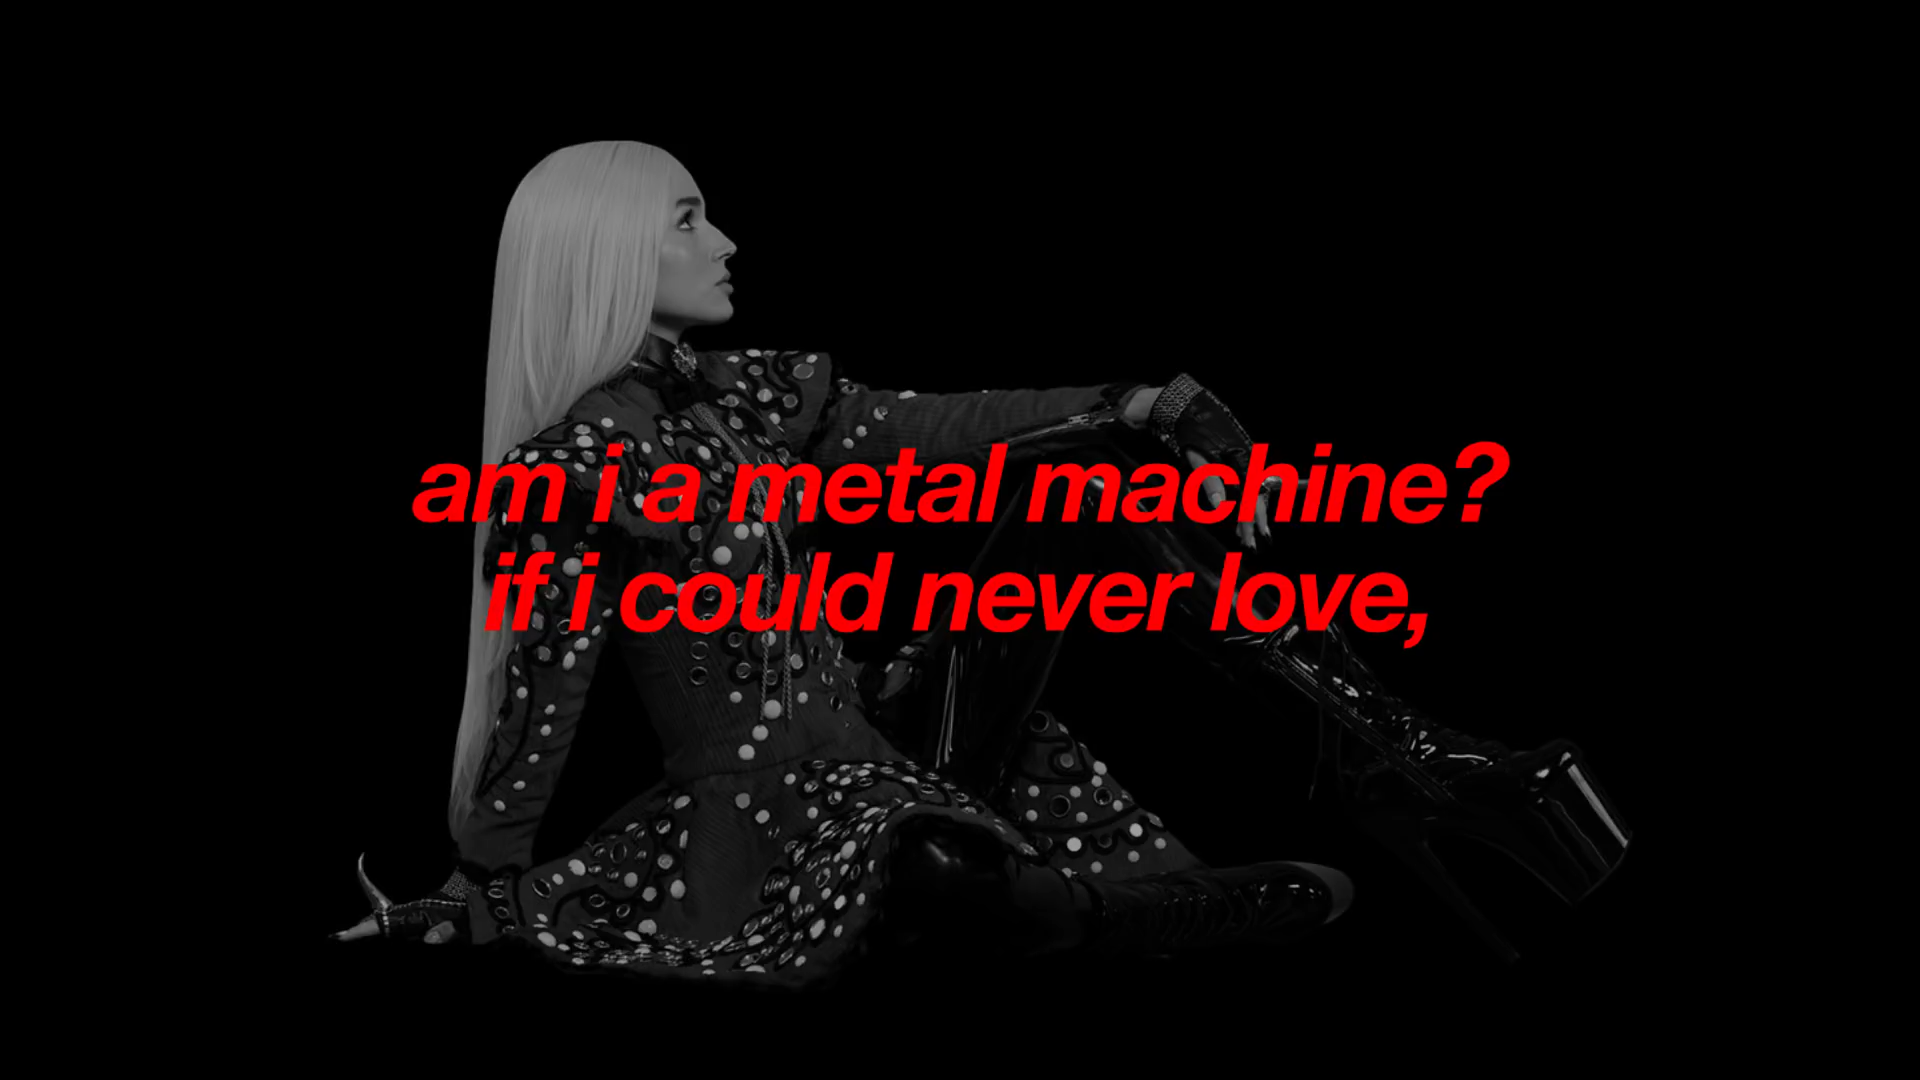 am i a metal machine?
if i could never love,